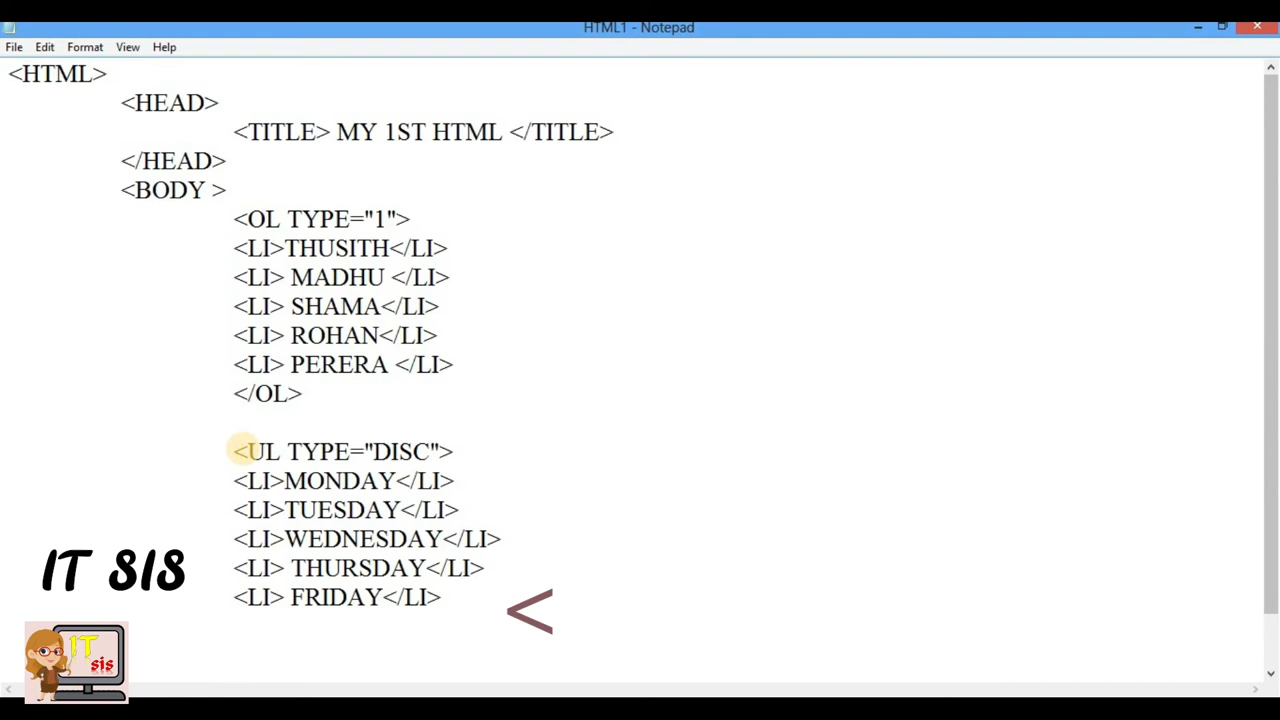 HTML1 - Notepad
File Edit Format View Help
<HTML>
<HEAD>
<TITLE> MY 1ST HTML </TITLE>
</HEAD>
<BODY >
<OL TYPE="1">
<LI>THUSITH</LI>
<LI> MADHU </LI>
<LI> SHAMA</LI>
<LI> ROHAN</LI>
<LI> PERERA </LI>
</OL>
<UL TYPE="DISC">
<LI>MONDAY</LI>
<LI>TUESDAY</LI>
<LI>WEDNESDAY</LI>
<LI> THURSDAY</LI>
<LI> FRIDAY</LI>
<
IT SIS
IT
sis